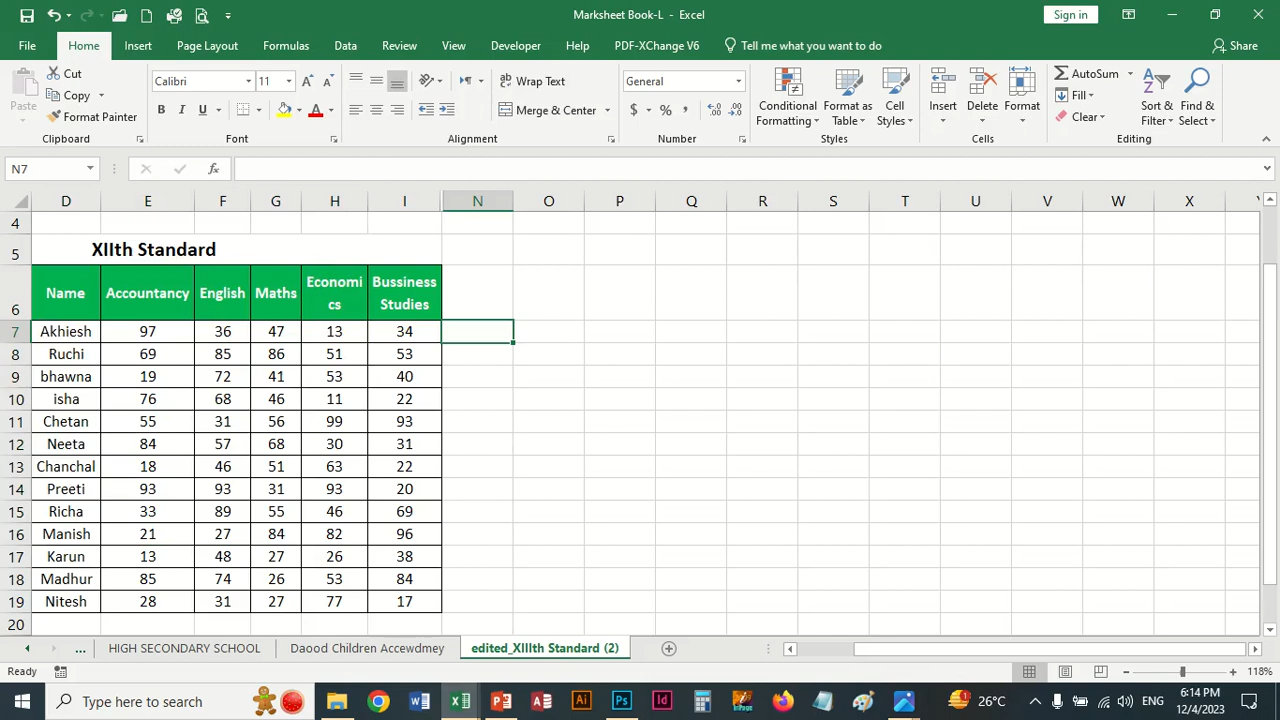 Marksheet Book-L - Excel
Sign in
File Home Insert Page Layout Formulas Data Review View Developer Help PDF-XChange V6 Tell me what you want to do Share
Paste
Cut
Copy
Format Painter
Clipboard
Calibri 11
B I U
Font
Wrap Text
Merge & Center
Alignment
General
$ % ,
Number
Conditional Formatting
Format as Table
Cell Styles
Styles
Insert Delete Format
Cells
AutoSum
Fill
Clear
Sort & Filter
Find & Select
Editing
N7
fx
D E F G H I N O P Q R S T U V W X
4
5 XIIth Standard
6 Name Accountancy English Maths Economi cs Bussiness Studies
7 Akhiesh 97 36 47 13 34
8 Ruchi 69 85 86 51 53
9 bhawna 19 72 41 53 40
10 isha 76 68 46 11 22
11 Chetan 55 31 56 99 93
12 Neeta 84 57 68 30 31
13 Chanchal 18 46 51 63 22
14 Preeti 93 93 31 93 20
15 Richa 33 89 55 46 69
16 Manish 21 27 84 82 96
17 Karun 13 48 27 26 38
18 Madhur 85 74 26 53 84
19 Nitesh 28 31 27 77 17
20
... HIGH SECONDARY SCHOOL Daood Children Accewdmey edited_XIIIth Standard (2)
Ready 118%
Type here to search 26°C ENG 6:14 PM
12/4/2023